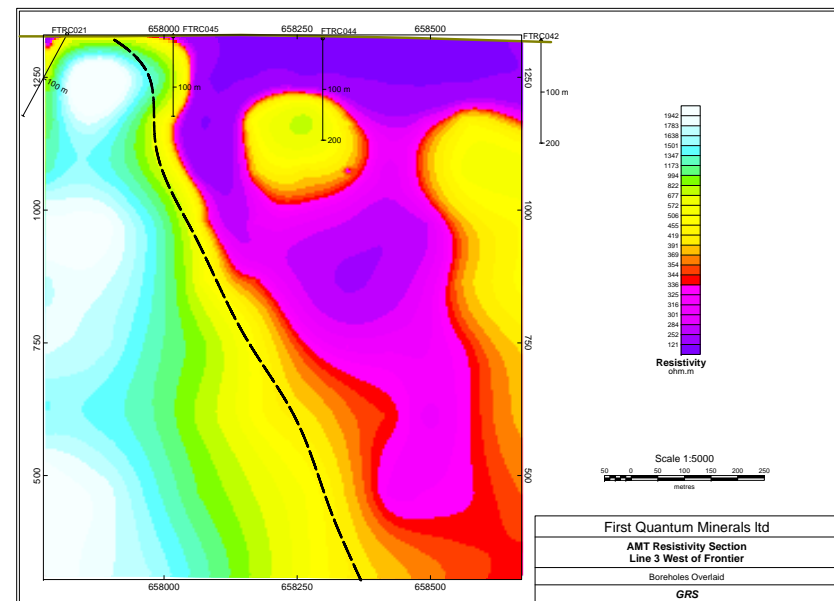 FTRC021
658000
FTRC045
658250
FTRC044
658500
FTRC042
100 m
100 m
100 m
200
100 m
200
1250
1000
750
500
1250
1000
750
500
658000
658250
658500
1942
1783
1638
1501
1347
1173
994
822
677
572
506
455
419
391
369
354
344
336
325
316
301
284
252
121
Resistivity
ohm.m
Scale 1:5000
50 0 50 100 150 200 250
metres
First Quantum Minerals ltd
AMT Resistivity Section
Line 3 West of Frontier
Boreholes Overlaid
GRS